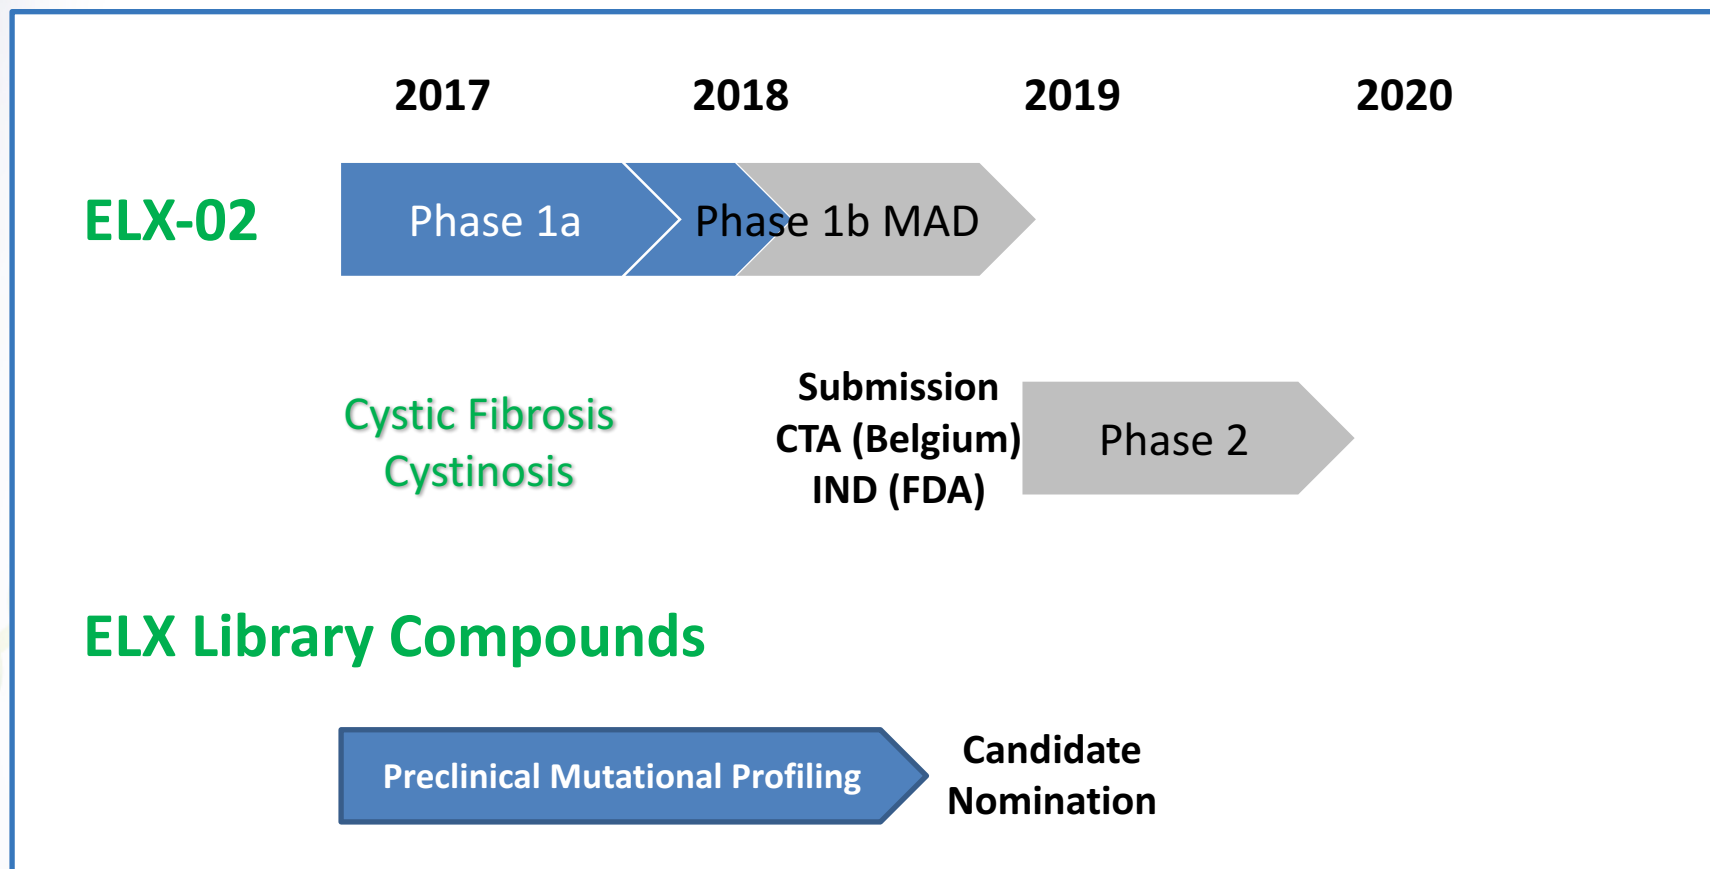 2017 2018 2019 2020
ELX-02
Phase 1a
Phase 1b MAD
Cystic Fibrosis
Cystinosis
Submission
CTA (Belgium)
IND (FDA)
Phase 2
ELX Library Compounds
Preclinical Mutational Profiling
Candidate
Nomination